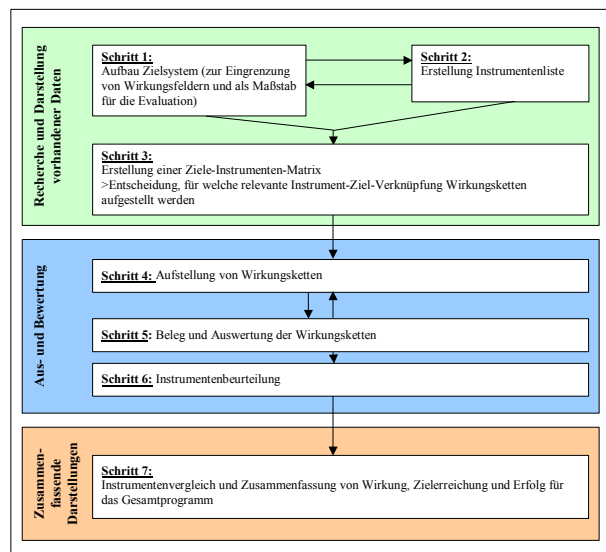 Recherche und Darstellung
vorhandener Daten
Schritt 1:
Aufbau Zielsystem (zur Eingrenzung
von Wirkungsfeldern und als Maßstab
für die Evaluation)
Schritt 2:
Erstellung Instrumentenliste
Schritt 3:
Erstellung einer Ziele-Instrumenten-Matrix
>Entscheidung, für welche relevante Instrument-Ziel-Verknüpfung Wirkungsketten
aufgestellt werden
Aus- und Bewertung
Schritt 4: Aufstellung von Wirkungsketten
Schritt 5: Beleg und Auswertung der Wirkungsketten
Schritt 6: Instrumentenbeurteilung
Zusammen-
fassende
Darstellungen
Schritt 7:
Instrumentenvergleich und Zusammenfassung von Wirkung, Zielerreichung und Erfolg für
das Gesamtprogramm